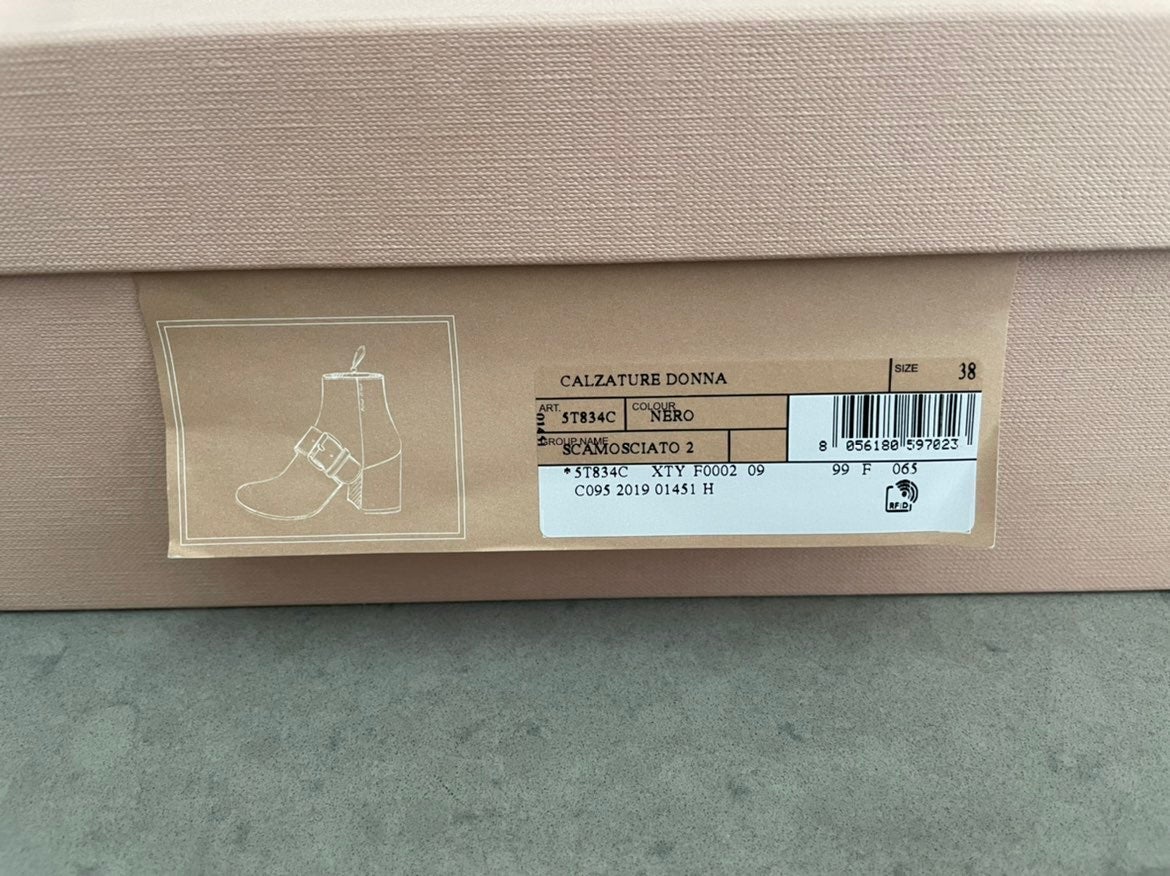 CALZATURE DONNA
SIZE 38
ART. 5T834C COLOUR NERO
GROUP NAME
SCAMOSCIATO 2
8 056180 597023
*5T834C XTY F0002 09 99 F 065
C095 2019 01451 H
RFID